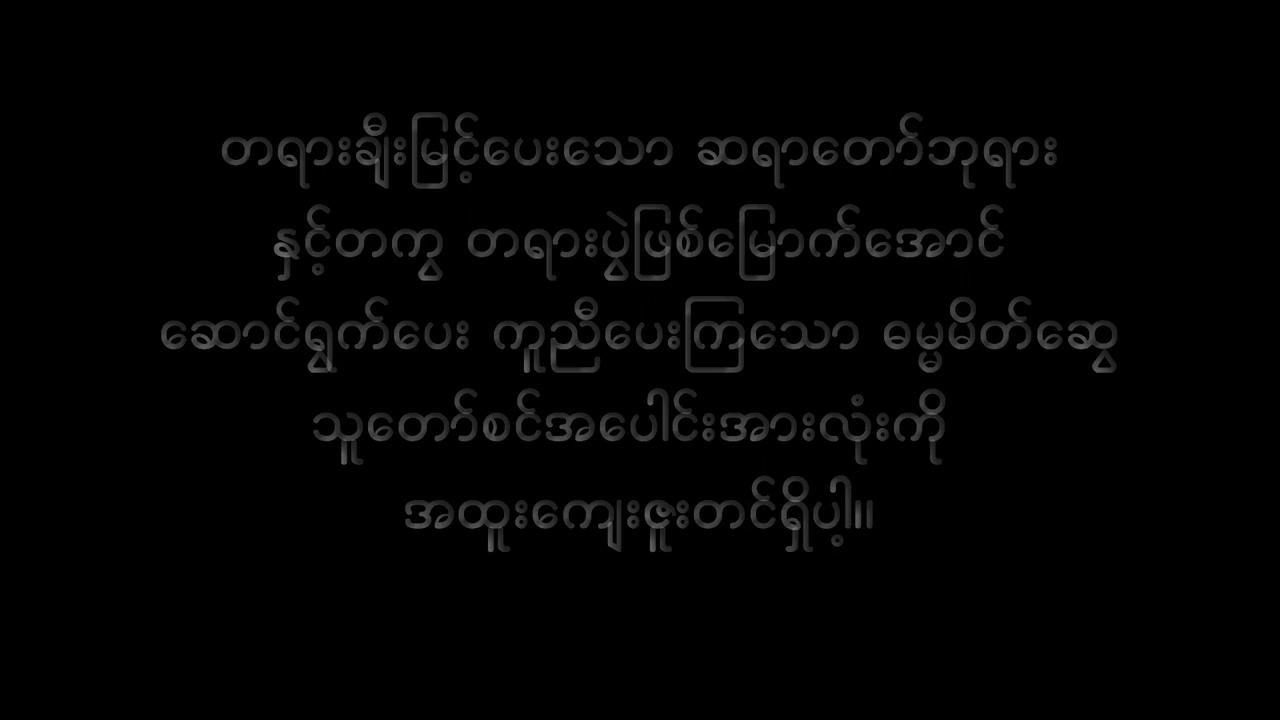 တရားချီးမြှင့်ပေးသော ဆရာတော်ဘုရား
နှင့်တကွ တရားပွဲဖြစ်မြောက်အောင်
ဆောင်ရွက်ပေး ကူညီပေးကြသော ဓမ္မမိတ်ဆွေ
သူတော်စင်အပေါင်းအားလုံးကို
အထူးကျေးဇူးတင်ရှိပါ့။